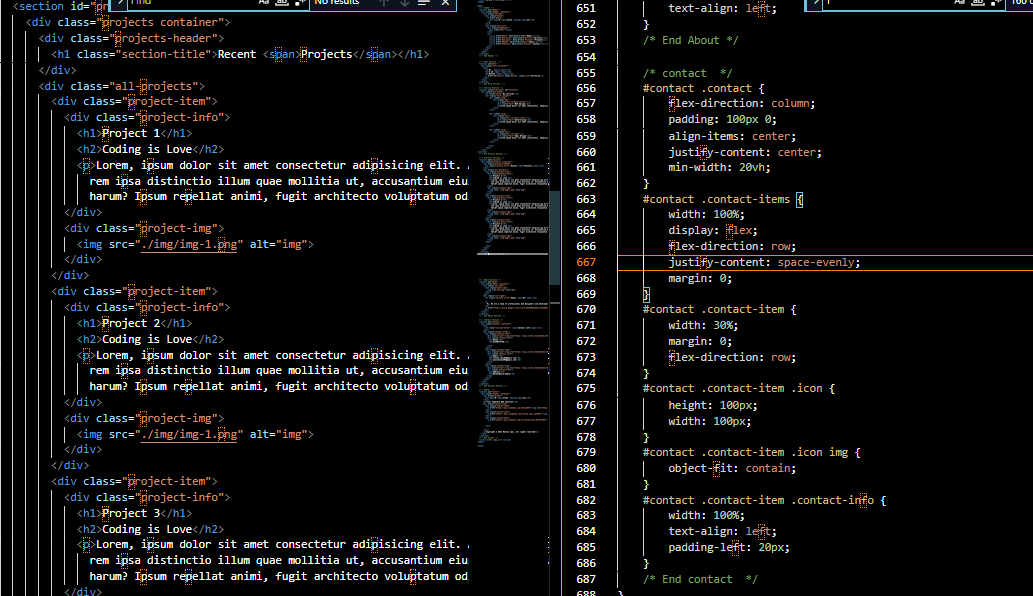 <section id="pr
Find
Aa
ab
.*
No results
<div class="projects container">
<div class="projects-header">
<h1 class="section-title">Recent <span>Projects</span></h1>
</div>
<div class="all-projects">
<div class="project-item">
<div class="project-info">
<h1>Project 1</h1>
<h2>Coding is Love</h2>
<p>Lorem, ipsum dolor sit amet consectetur adipisicing elit.
rem ipsa distinctio illum quae mollitia ut, accusantium eiu
harum? Ipsum repellat animi, fugit architecto voluptatum od
</div>
<div class="project-img">
<img src="./img/img-1.png" alt="img">
</div>
</div>
<div class="project-item">
<div class="project-info">
<h1>Project 2</h1>
<h2>Coding is Love</h2>
<p>Lorem, ipsum dolor sit amet consectetur adipisicing elit.
rem ipsa distinctio illum quae mollitia ut, accusantium eiu
harum? Ipsum repellat animi, fugit architecto voluptatum od
</div>
<div class="project-img">
<img src="./img/img-1.png" alt="img">
</div>
</div>
<div class="project-item">
<div class="project-info">
<h1>Project 3</h1>
<h2>Coding is Love</h2>
<p>Lorem, ipsum dolor sit amet consectetur adipisicing elit.
rem ipsa distinctio illum quae mollitia ut, accusantium eiu
harum? Ipsum repellat animi, fugit architecto voluptatum od
</div>
f
Aa
ab
.*
651 text-align: left;
652 }
653 /* End About */
654
655 /* contact  */
656 #contact .contact {
657 flex-direction: column;
658 padding: 100px 0;
659 align-items: center;
660 justify-content: center;
661 min-width: 20vh;
662 }
663 #contact .contact-items {
664 width: 100%;
665 display: flex;
666 flex-direction: row;
667 justify-content: space-evenly;
668 margin: 0;
669 }
670 #contact .contact-item {
671 width: 30%;
672 margin: 0;
673 flex-direction: row;
674 }
675 #contact .contact-item .icon {
676 height: 100px;
677 width: 100px;
678 }
679 #contact .contact-item .icon img {
680 object-fit: contain;
681 }
682 #contact .contact-item .contact-info {
683 width: 100%;
684 text-align: left;
685 padding-left: 20px;
686 }
687 /* End contact  */
688 }